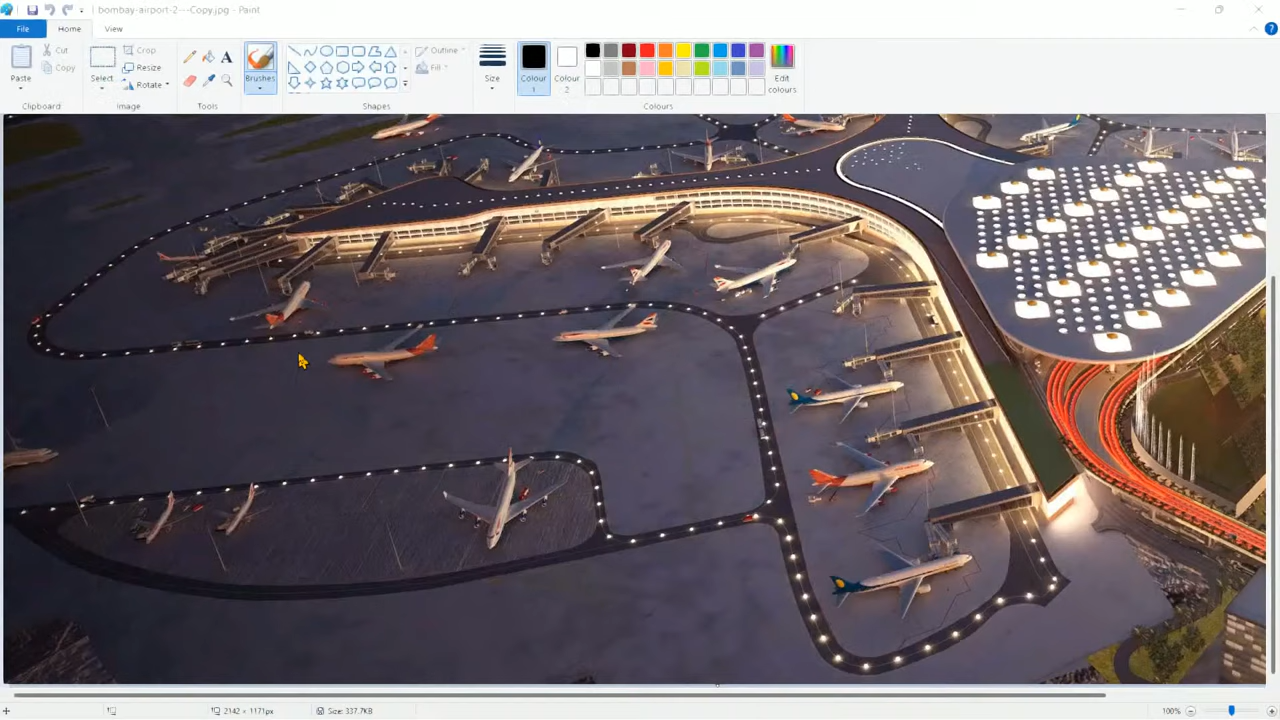 bombay-airport-2---Copy.jpg - Paint
File
Home
View
Paste
Cut
Copy
Clipboard
Select
Crop
Resize
Rotate
Image
Tools
Brushes
Shapes
Outline
Fill
Size
Colour
1
Colour
2
Edit
colours
Colours
2142 × 1171px
Size: 337.7KB
100%